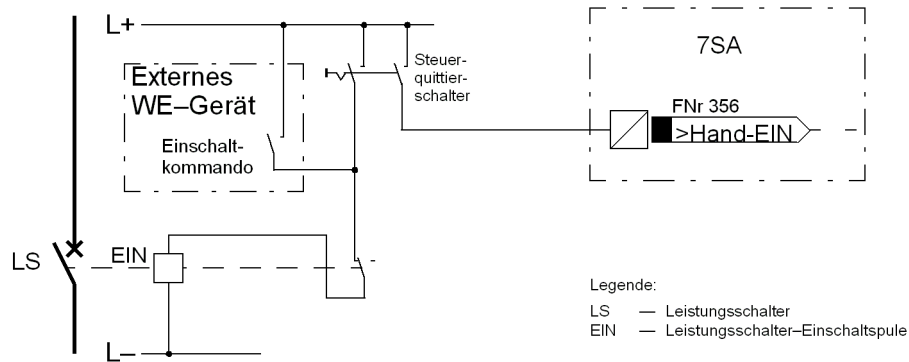 L+
7SA
Steuer-
quittier-
schalter
Externes
WE–Gerät
FNr 356
>Hand-EIN
Einschalt-
kommando
LS
EIN
Legende:
LS — Leistungsschalter
EIN — Leistungsschalter–Einschaltspule
L–